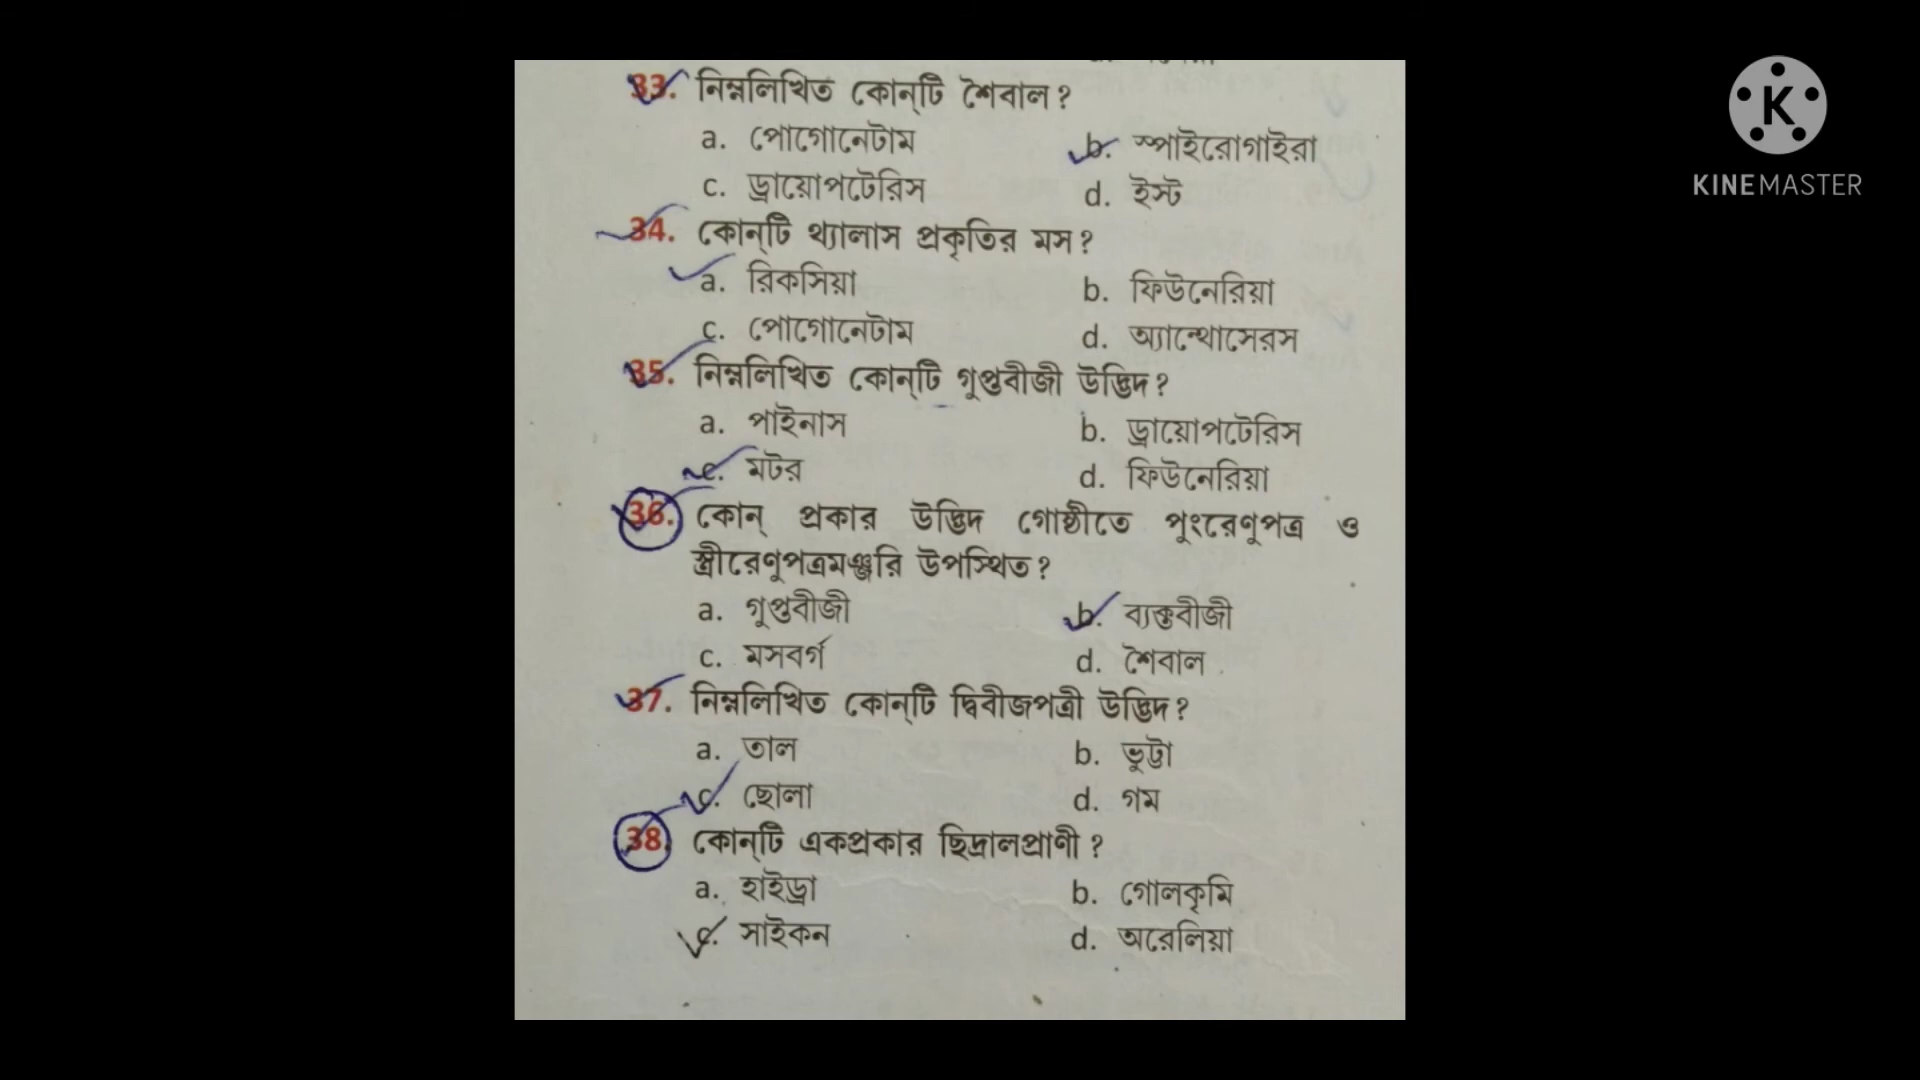 33. নিম্নলিখিত কোন্‌টি শৈবাল?
a. পোগোনেটাম b. স্পাইরোগাইরা
c. ড্রায়োপটেরিস d. ইস্ট
34. কোন্‌টি থ্যালাস প্রকৃতির মস?
a. রিকসিয়া b. ফিউনেরিয়া
c. পোগোনেটাম d. অ্যান্থোসেরস
35. নিম্নলিখিত কোন্‌টি গুপ্তবীজী উদ্ভিদ?
a. পাইনাস b. ড্রায়োপটেরিস
c. মটর d. ফিউনেরিয়া
36. কোন্ প্রকার উদ্ভিদ গোষ্ঠীতে পুংরেণুপত্র ও
স্ত্রীরেণুপত্রমঞ্জরি উপস্থিত?
a. গুপ্তবীজী b. ব্যক্তবীজী
c. মসবর্গ d. শৈবাল
37. নিম্নলিখিত কোন্‌টি দ্বিবীজপত্রী উদ্ভিদ?
a. তাল b. ভুট্টা
c. ছোলা d. গম
38. কোন্‌টি একপ্রকার ছিদ্রালপ্রাণী?
a. হাইড্রা b. গোলকৃমি
c. সাইকন d. অরেলিয়া
K
KINEMASTER